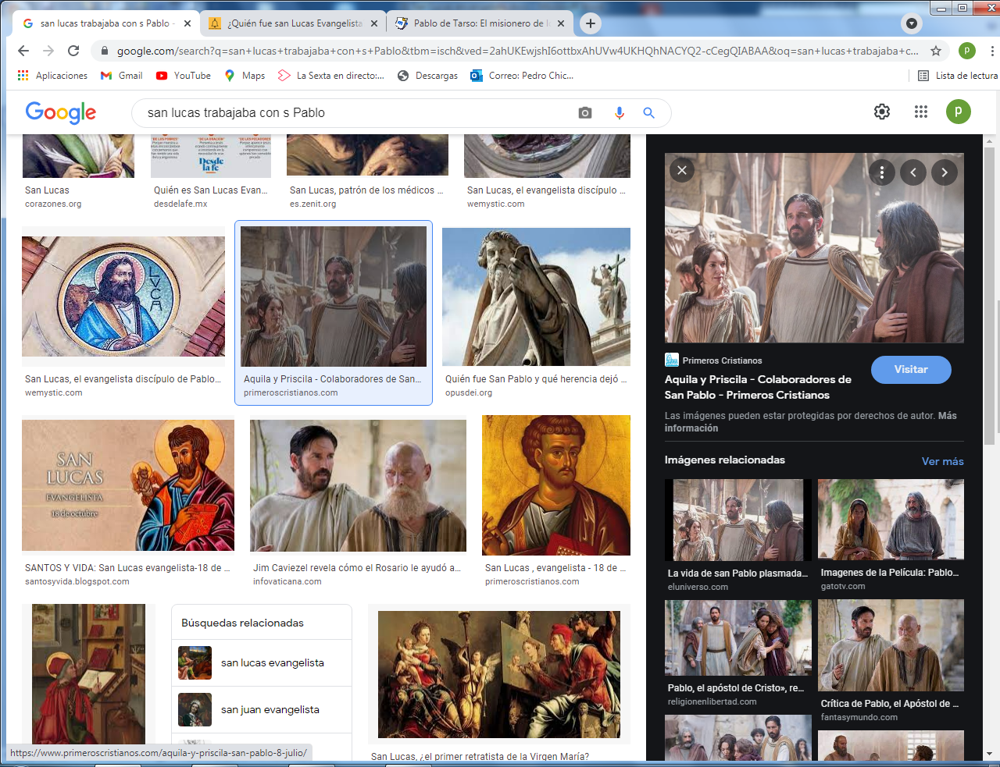 san lucas trabajaba con s Pablo -
¿Quién fue san Lucas Evangelista
Pablo de Tarso: El misionero de l
google.com/search?q=san+lucas+trabajaba+con+s+Pablo&tbm=isch&ved=2ahUKEwjshI6ottbxAhUVw4UKHQhNACYQ2-cCegQIABAA&oq=san+lucas+trabajaba+c...
p
Aplicaciones
Gmail
YouTube
Maps
La Sexta en directo:...
Descargas
Correo: Pedro Chic...
Lista de lectura
Google
san lucas trabajaba con s Pablo
p
Desde
la fe
San Lucas
corazones.org
Quién es San Lucas Evan...
desdelafe.mx
San Lucas, patrón de los médicos ...
es.zenit.org
San Lucas, el evangelista discípulo ...
wemystic.com
LVCA
San Lucas, el evangelista discípulo de Pablo...
wemystic.com
Aquila y Priscila - Colaboradores de San...
primeroscristianos.com
Quién fue San Pablo y qué herencia dejó ...
opusdei.org
SAN
LUCAS
EVANGELISTA
18 de octubre
SANTOS Y VIDA: San Lucas evangelista-18 de ...
santosyvida.blogspot.com
Jim Caviezel revela cómo el Rosario le ayudó a...
infovaticana.com
San Lucas , evangelista - 18 de ...
primeroscristianos.com
Búsquedas relacionadas
san lucas evangelista
san juan evangelista
San Lucas, ¿el primer retratista de la Virgen María?
https://www.primeroscristianos.com/aquila-y-priscila-san-pablo-8-julio/
Primeros Cristianos
Aquila y Priscila - Colaboradores de
San Pablo - Primeros Cristianos
Visitar
Las imágenes pueden estar protegidas por derechos de autor. Más
información
Imágenes relacionadas
Ver más
La vida de san Pablo plasmada...
eluniverso.com
Imagenes de la Película: Pablo...
gatotv.com
Pablo, el apóstol de Cristo», re...
religionenlibertad.com
Crítica de Pablo, el Apóstol de ...
fantasymundo.com